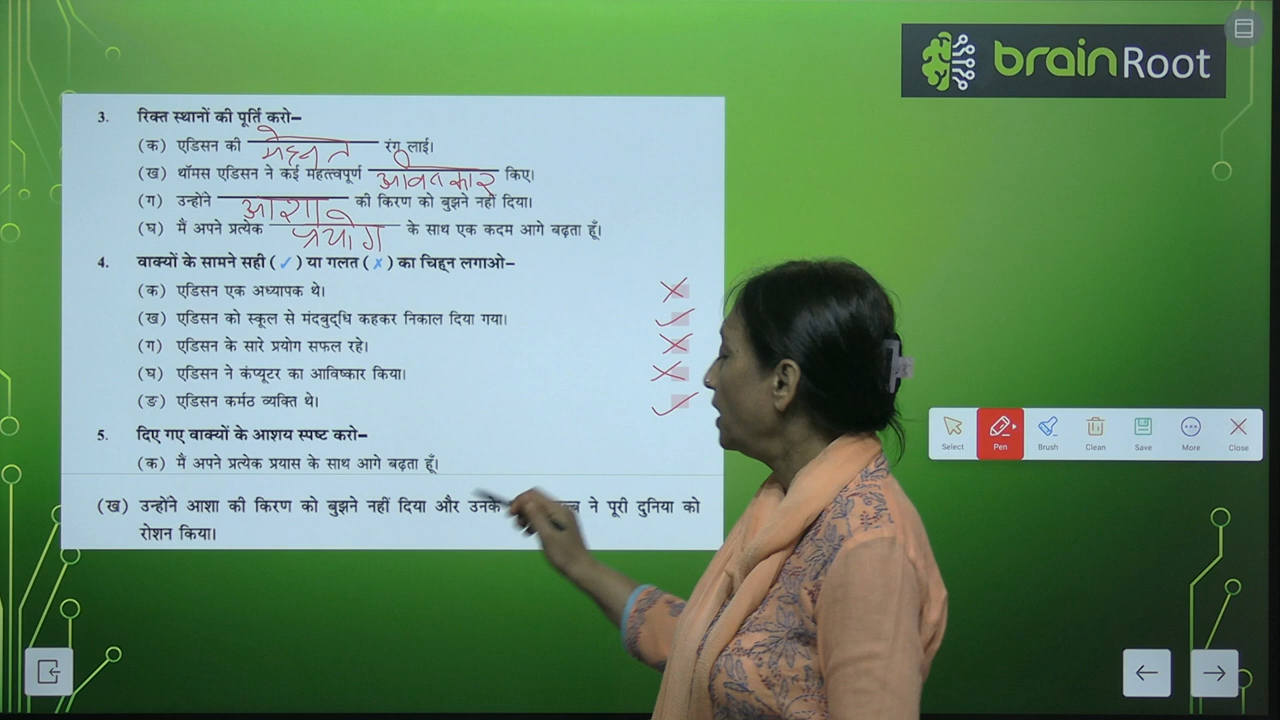 brainRoot
3. रिक्त स्थानों की पूर्ति करो–
(क) एडिसन की मेहनत रंग लाई।
(ख) थॉमस एडिसन ने कई महत्त्वपूर्ण किए।
(ग) उन्होंने आशा की किरण को बुझने नहीं दिया।
(घ) मैं अपने प्रत्येक प्रयोग के साथ एक कदम आगे बढ़ता हूँ।
4. वाक्यों के सामने सही (✓) या गलत (✗) का चिह्न लगाओ–
(क) एडिसन एक अध्यापक थे। ✗
(ख) एडिसन को स्कूल से मंदबुद्धि कहकर निकाल दिया गया। ✓
(ग) एडिसन के सारे प्रयोग सफल रहे। ✗
(घ) एडिसन ने कंप्यूटर का आविष्कार किया। ✗
(ङ) एडिसन कर्मठ व्यक्ति थे। ✓
5. दिए गए वाक्यों के आशय स्पष्ट करो–
(क) मैं अपने प्रत्येक प्रयास के साथ आगे बढ़ता हूँ।
(ख) उन्होंने आशा की किरण को बुझने नहीं दिया और उनके ने पूरी दुनिया को
रोशन किया।
Select Pen Brush Clean Save More Close